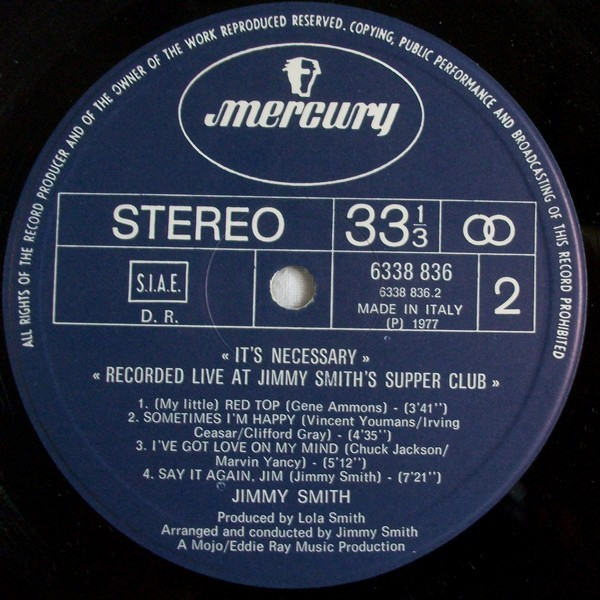 ALL RIGHTS OF THE RECORD PRODUCER AND OF THE OWNER OF THE WORK REPRODUCED RESERVED. COPYING, PUBLIC PERFORMANCE AND BROADCASTING OF THIS RECORD PROHIBITED
mercury
STEREO 33 1/3
S.I.A.E.
D. R.
6338 836
6338 836.2
MADE IN ITALY
(P) 1977
2
« IT'S NECESSARY »
« RECORDED LIVE AT JIMMY SMITH'S SUPPER CLUB »
1. (My little) RED TOP (Gene Ammons) - (3'41'')
2. SOMETIMES I'M HAPPY (Vincent Youmans/Irving
Ceasar/Clifford Gray) - (4'35'')
3. I'VE GOT LOVE ON MY MIND (Chuck Jackson/
Marvin Yancy) - (5'12'')
4. SAY IT AGAIN, JIM (Jimmy Smith) - (7'21'')
JIMMY SMITH
Produced by Lola Smith
Arranged and conducted by Jimmy Smith
A Mojo/Eddie Ray Music Production